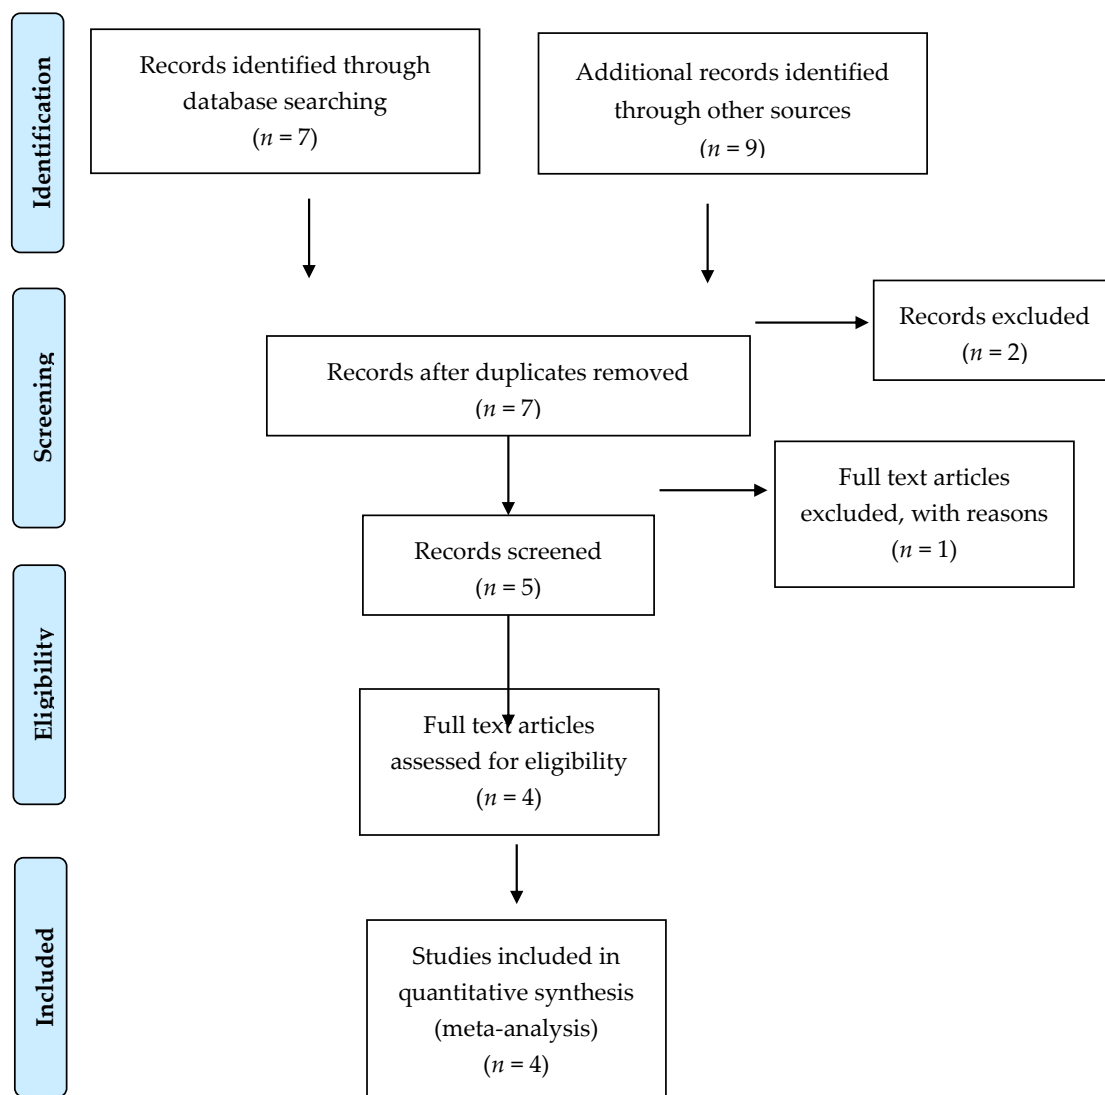 Identification
Records identified through
database searching
(n = 7)
Additional records identified
through other sources
(n = 9)
Screening
Records excluded
(n = 2)
Records after duplicates removed
(n = 7)
Full text articles
excluded, with reasons
(n = 1)
Records screened
(n = 5)
Eligibility
Full text articles
assessed for eligibility
(n = 4)
Included
Studies included in
quantitative synthesis
(meta-analysis)
(n = 4)